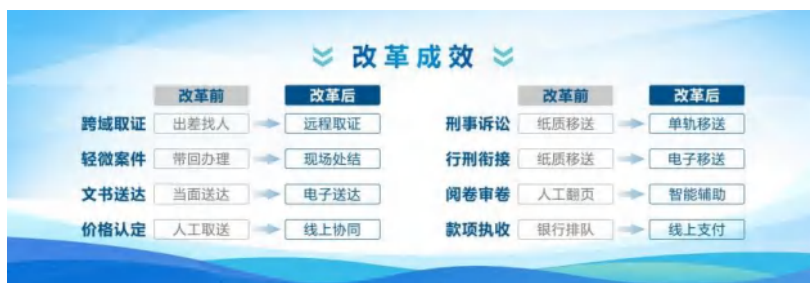 改革成效
改革前 改革后 改革前 改革后
跨域取证 出差找人 远程取证 刑事诉讼 纸质移送 单轨移送
轻微案件 带回办理 现场处结 行刑衔接 纸质移送 电子移送
文书送达 当面送达 电子送达 阅卷审卷 人工翻页 智能辅助
价格认定 人工取送 线上协同 款项执收 银行排队 线上支付